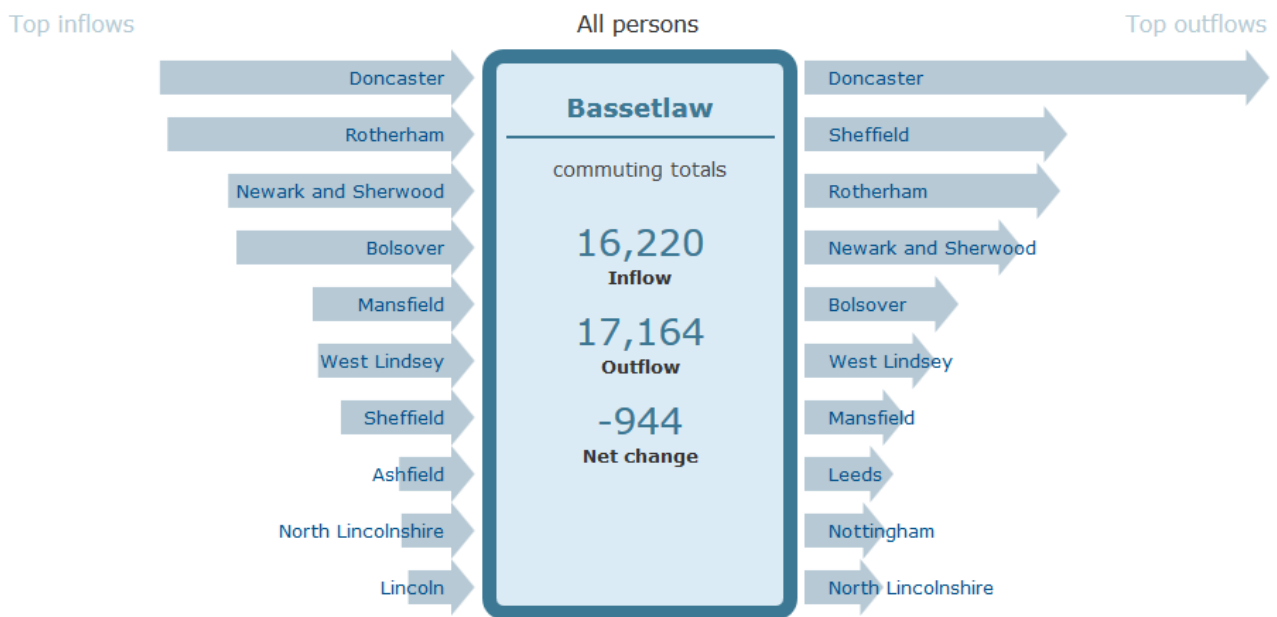 Top inflows
All persons
Top outflows
Doncaster
Rotherham
Newark and Sherwood
Bolsover
Mansfield
West Lindsey
Sheffield
Ashfield
North Lincolnshire
Lincoln
Bassetlaw
commuting totals
16,220
Inflow
17,164
Outflow
-944
Net change
Doncaster
Sheffield
Rotherham
Newark and Sherwood
Bolsover
West Lindsey
Mansfield
Leeds
Nottingham
North Lincolnshire